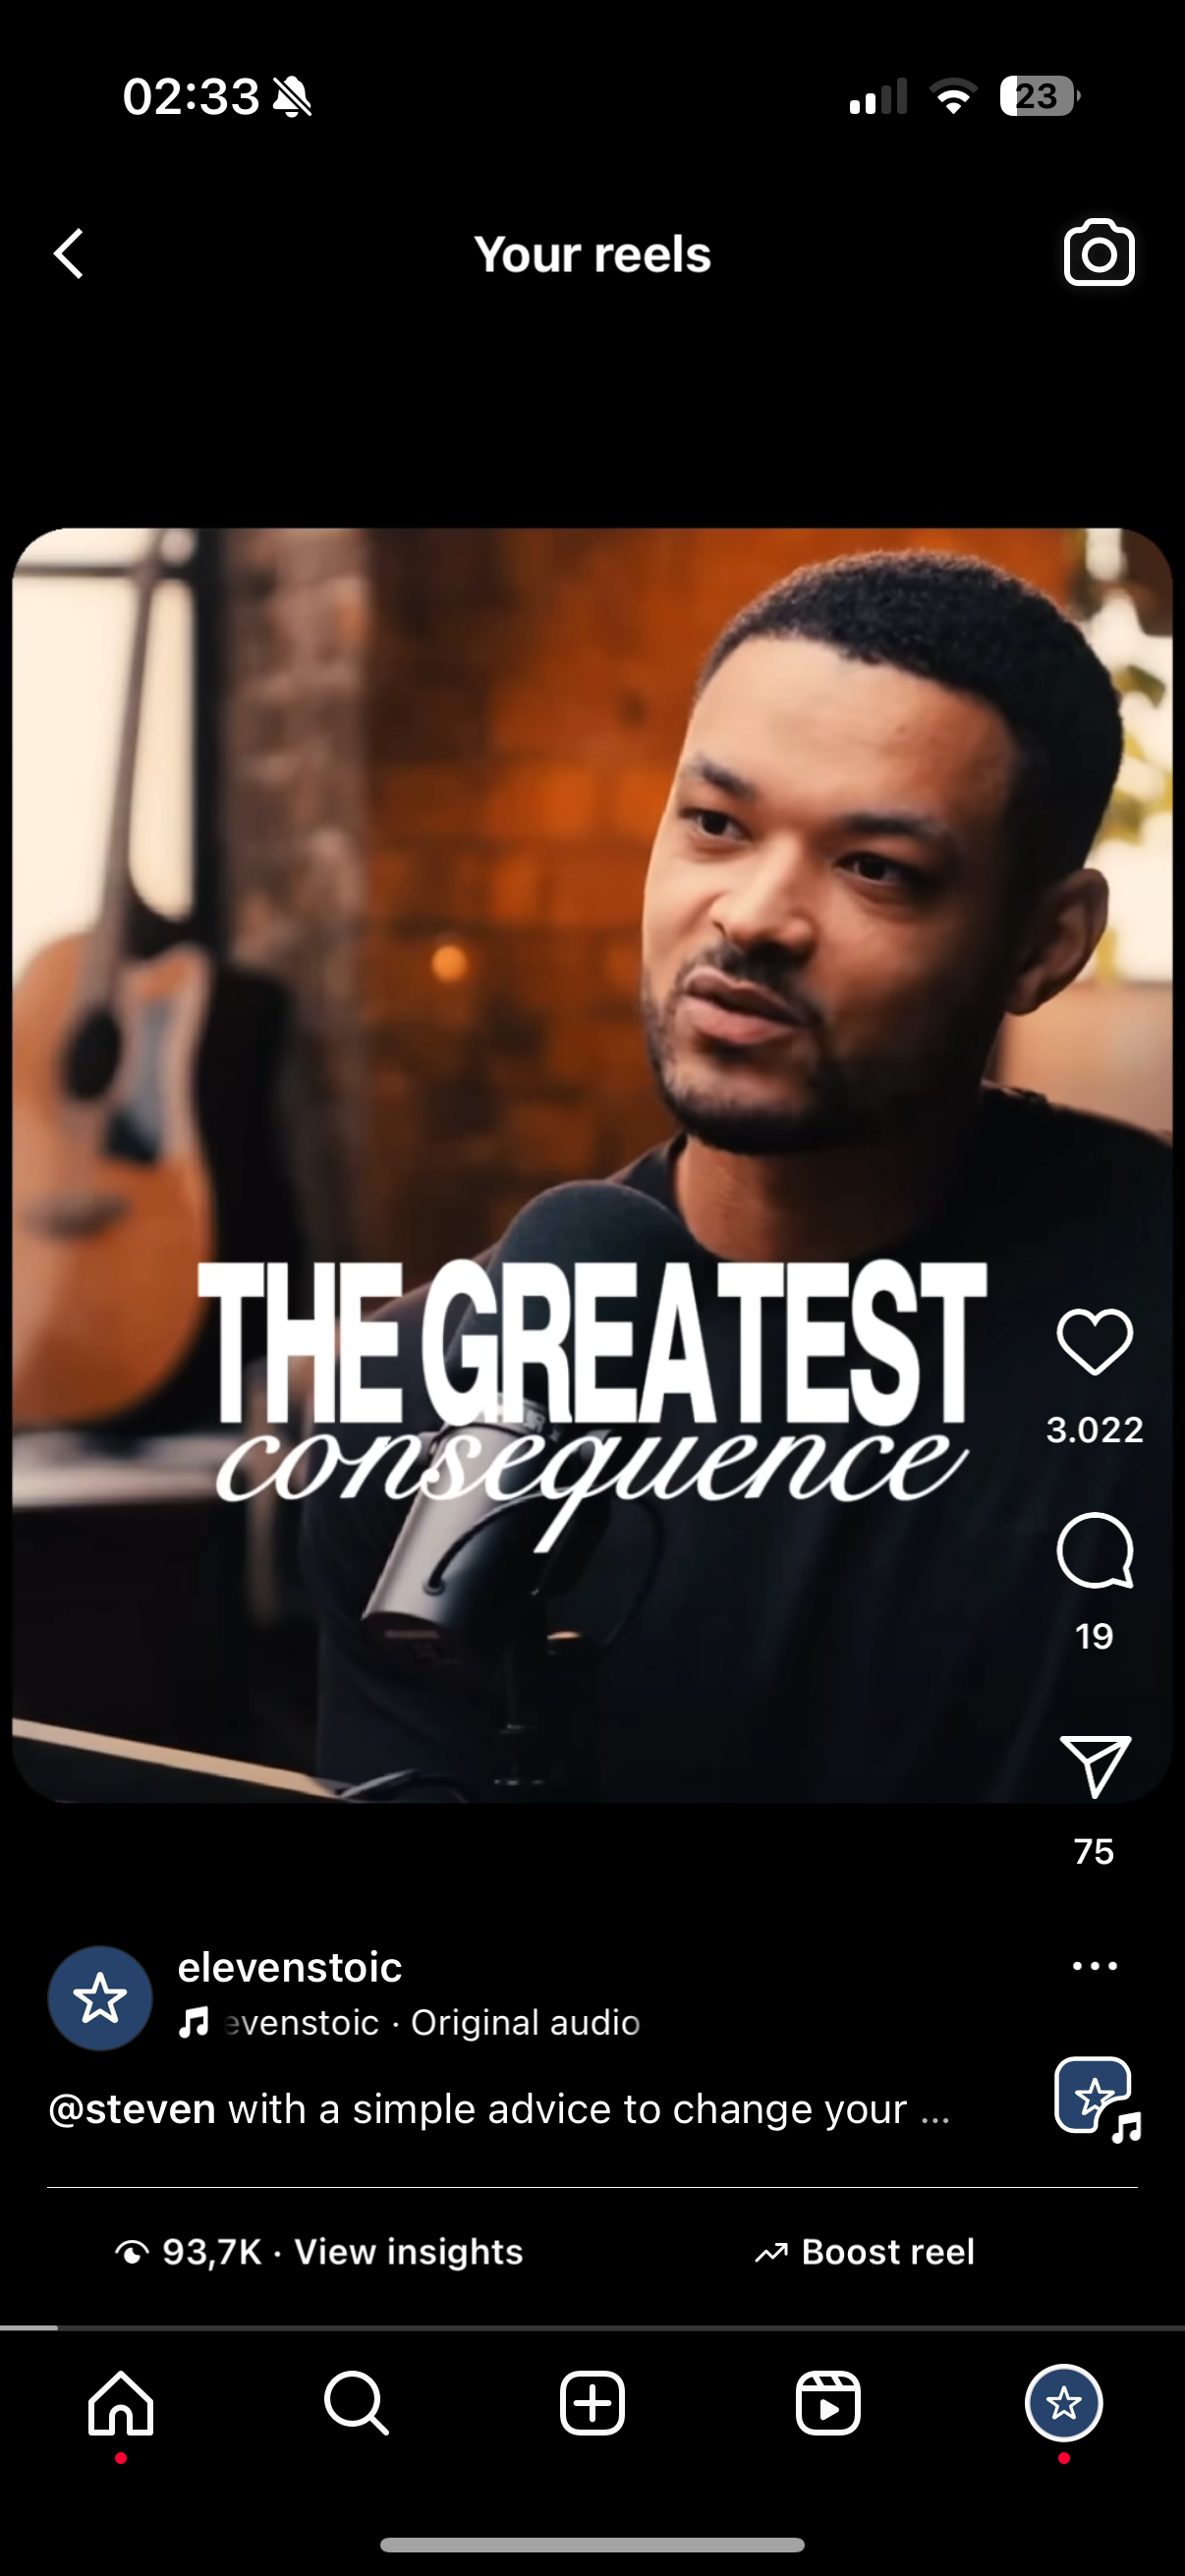 02:33
23
Your reels
THE GREATEST
consequence
3.022
19
75
elevenstoic
evenstoic · Original audio
@steven with a simple advice to change your ...
93,7K · View insights
Boost reel